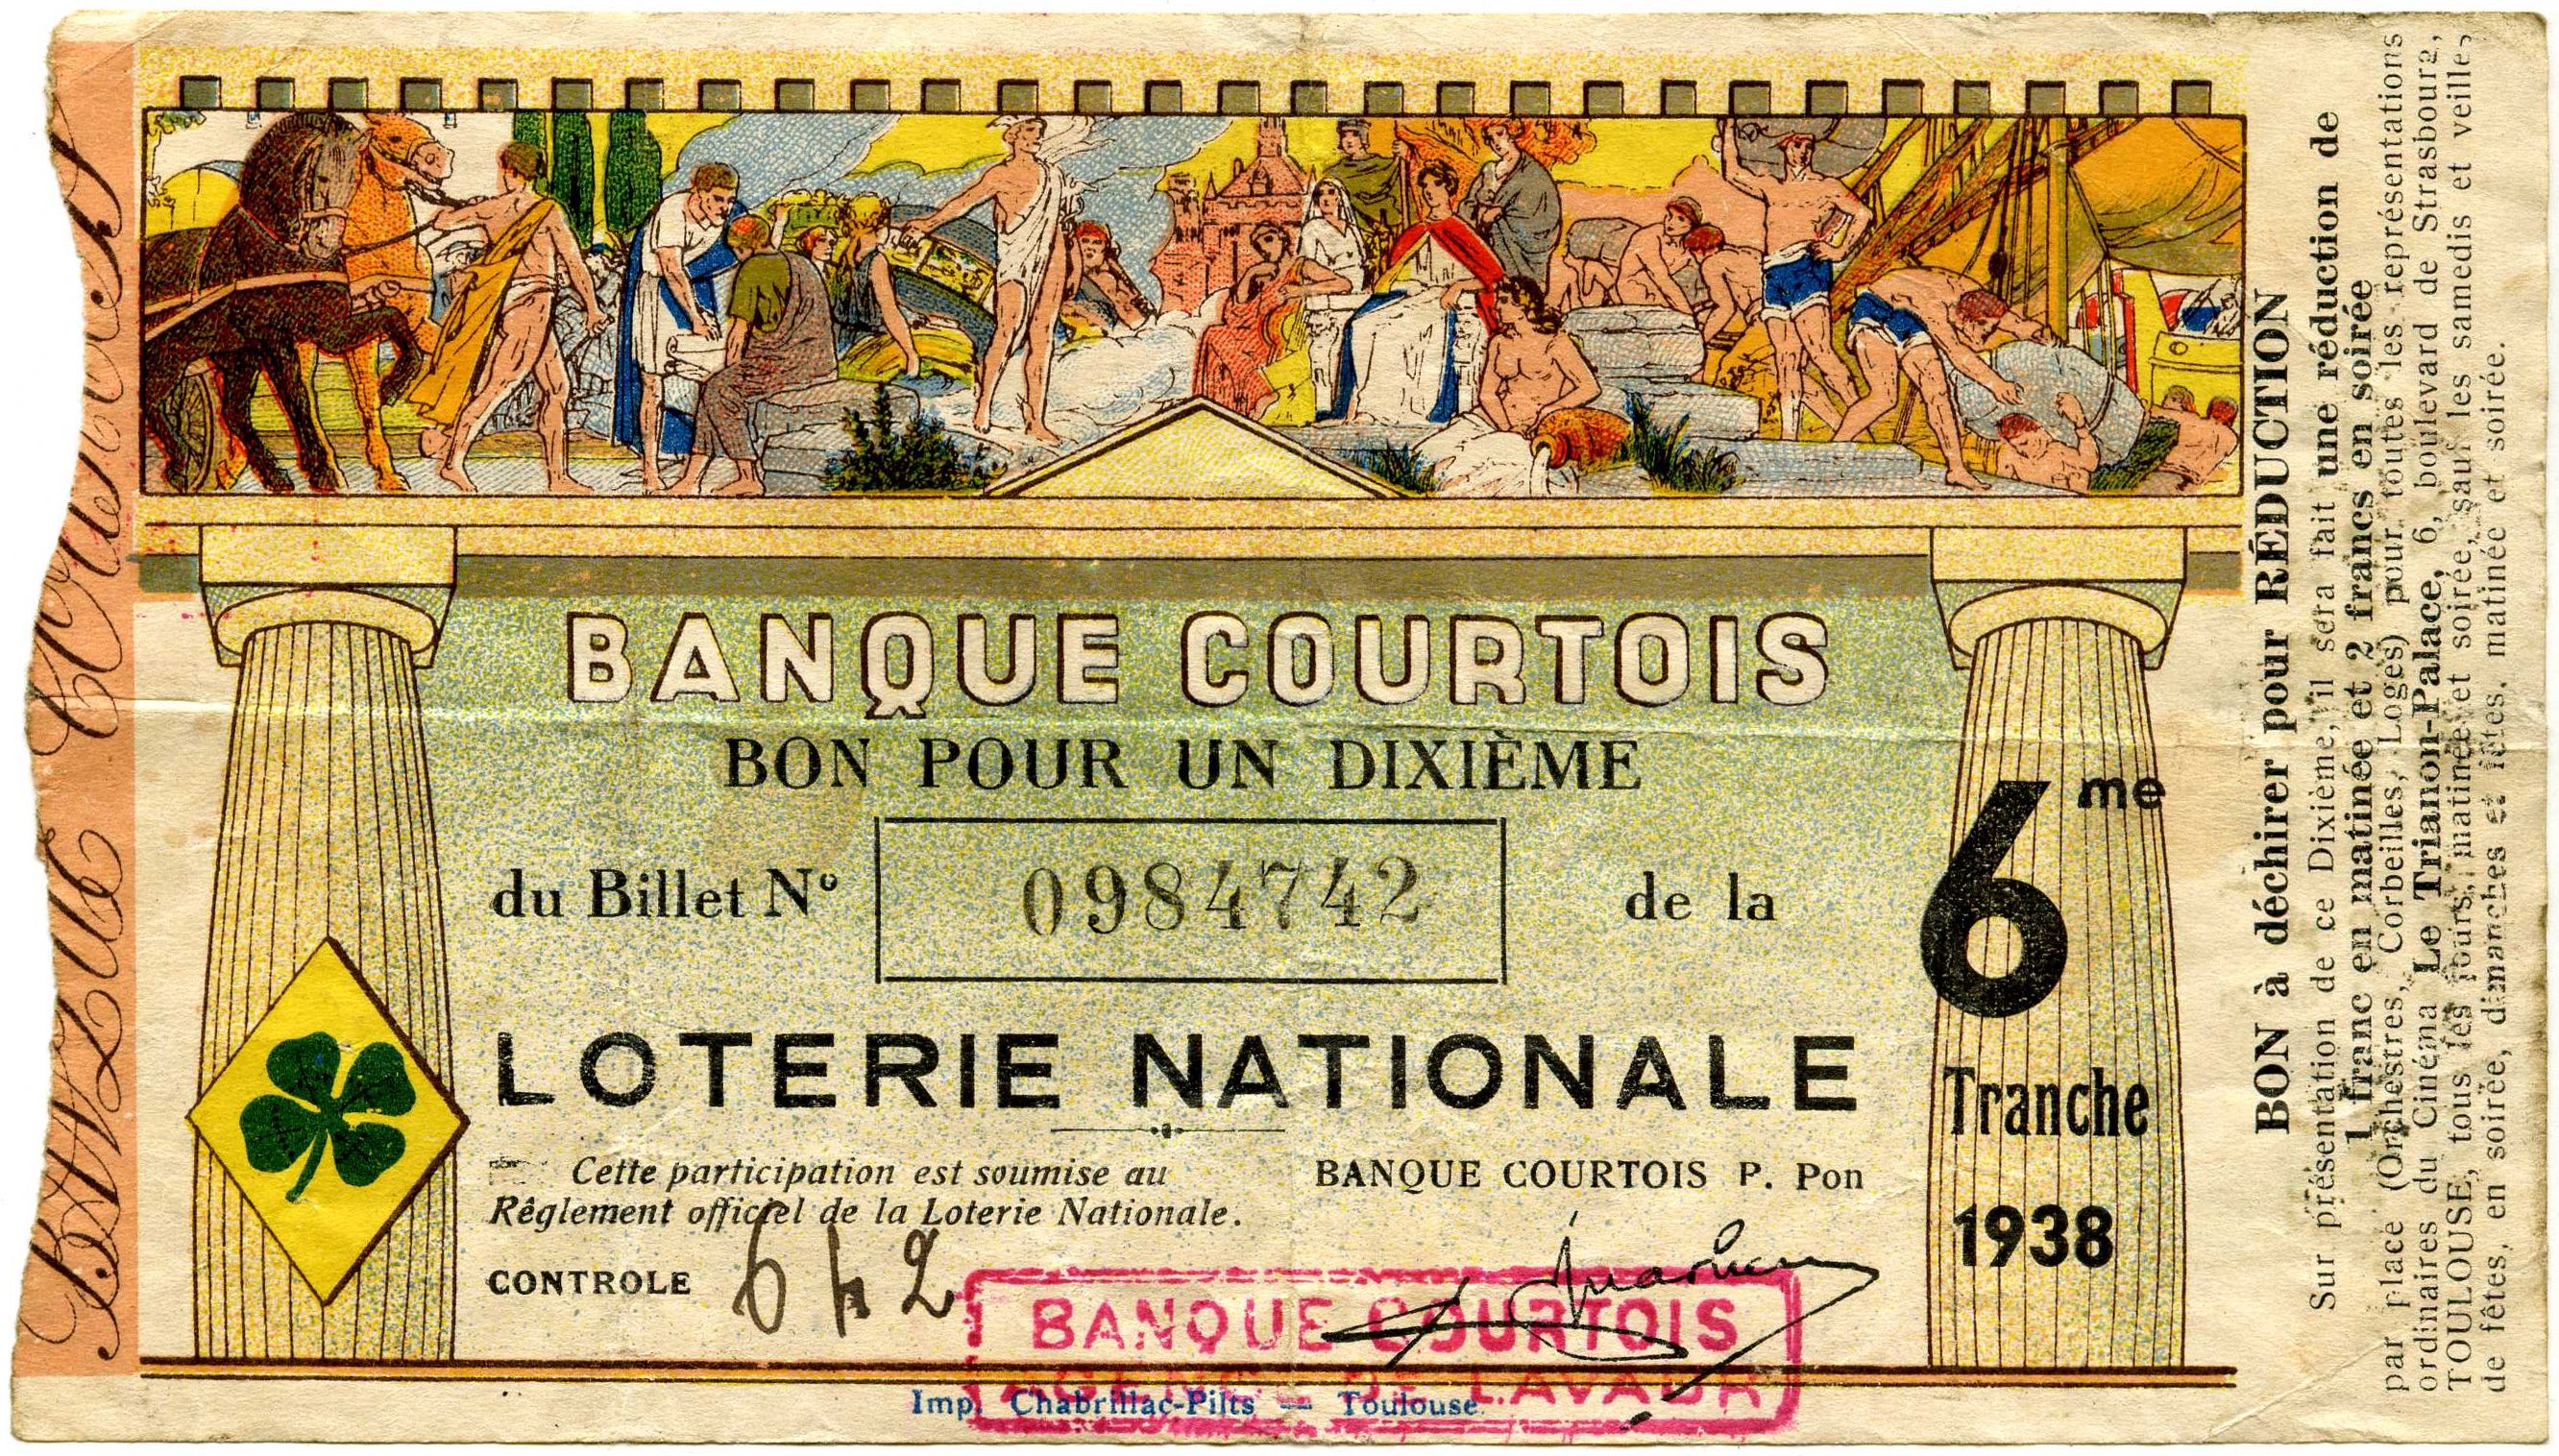 BANQUE COURTOIS
BANQUE COURTOIS
BON POUR UN DIXIÈME
du Billet N° 0984742 de la
6me
LOTERIE NATIONALE
Tranche
1938
Cette participation est soumise au
Règlement officiel de la Loterie Nationale.
BANQUE COURTOIS P. Pon
CONTROLE 642
BANQUE COURTOIS
AGENCE DE LAVAUR
Imp. Chabrillac-Pilts — Toulouse
BON à déchirer pour RÉDUCTION
Sur présentation de ce Dixième, il sera fait une réduction de
1 franc en matinée et 2 francs en soirée
par place (Orchestres, Corbeilles, Loges) pour toutes les représentations
ordinaires du Cinéma Le Trianon-Palace, 6, boulevard de Strasbourg,
TOULOUSE, tous les jours, matinée et soirée, sauf les samedis et veilles
de fêtes, en soirée, dimanches et fêtes, matinée et soirée.